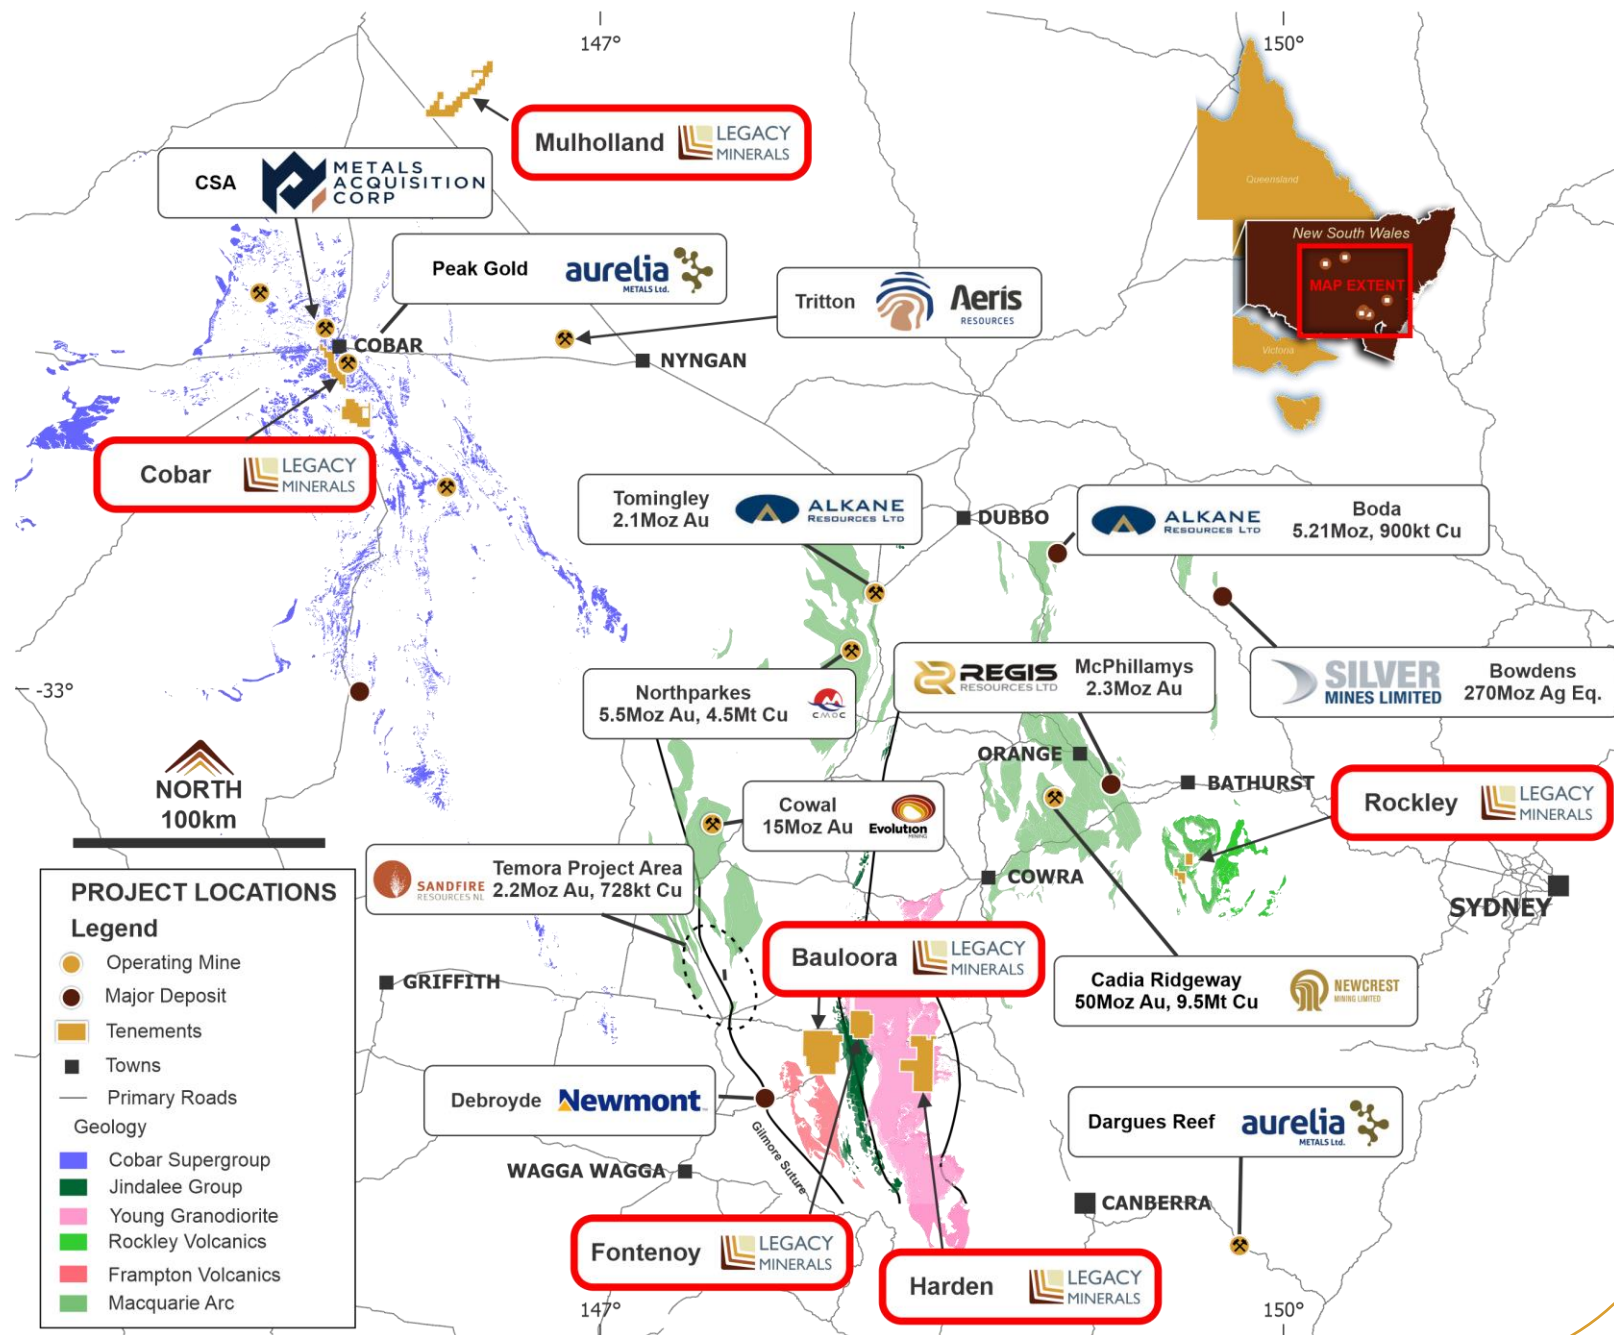 147°
150°
Mulholland
LEGACY
MINERALS
CSA
METALS
ACQUISITION
CORP
Queensland
New South Wales
MAP EXTENT
Victoria
Peak Gold
aurelia
METALS Ltd.
Tritton
Aeris
RESOURCES
COBAR
NYNGAN
Cobar
LEGACY
MINERALS
Tomingley
2.1Moz Au
ALKANE
RESOURCES LTD
DUBBO
ALKANE
RESOURCES LTD
Boda
5.21Moz, 900kt Cu
-33°
Northparkes
5.5Moz Au, 4.5Mt Cu
CMOC
REGIS
RESOURCES LTD
McPhillamys
2.3Moz Au
SILVER
MINES LIMITED
Bowdens
270Moz Ag Eq.
NORTH
100km
ORANGE
BATHURST
Cowal
15Moz Au
Evolution
MINING
Rockley
LEGACY
MINERALS
SANDFIRE
RESOURCES NL
Temora Project Area
2.2Moz Au, 728kt Cu
COWRA
SYDNEY
Bauloora
LEGACY
MINERALS
GRIFFITH
Cadia Ridgeway
50Moz Au, 9.5Mt Cu
NEWCREST
MINING LIMITED
Debroyde
Newmont
Gilmore Suture
Dargues Reef
aurelia
METALS Ltd.
WAGGA WAGGA
CANBERRA
Fontenoy
LEGACY
MINERALS
Harden
LEGACY
MINERALS
PROJECT LOCATIONS
Legend
Operating Mine
Major Deposit
Tenements
Towns
Primary Roads
Geology
Cobar Supergroup
Jindalee Group
Young Granodiorite
Rockley Volcanics
Frampton Volcanics
Macquarie Arc
147°
150°